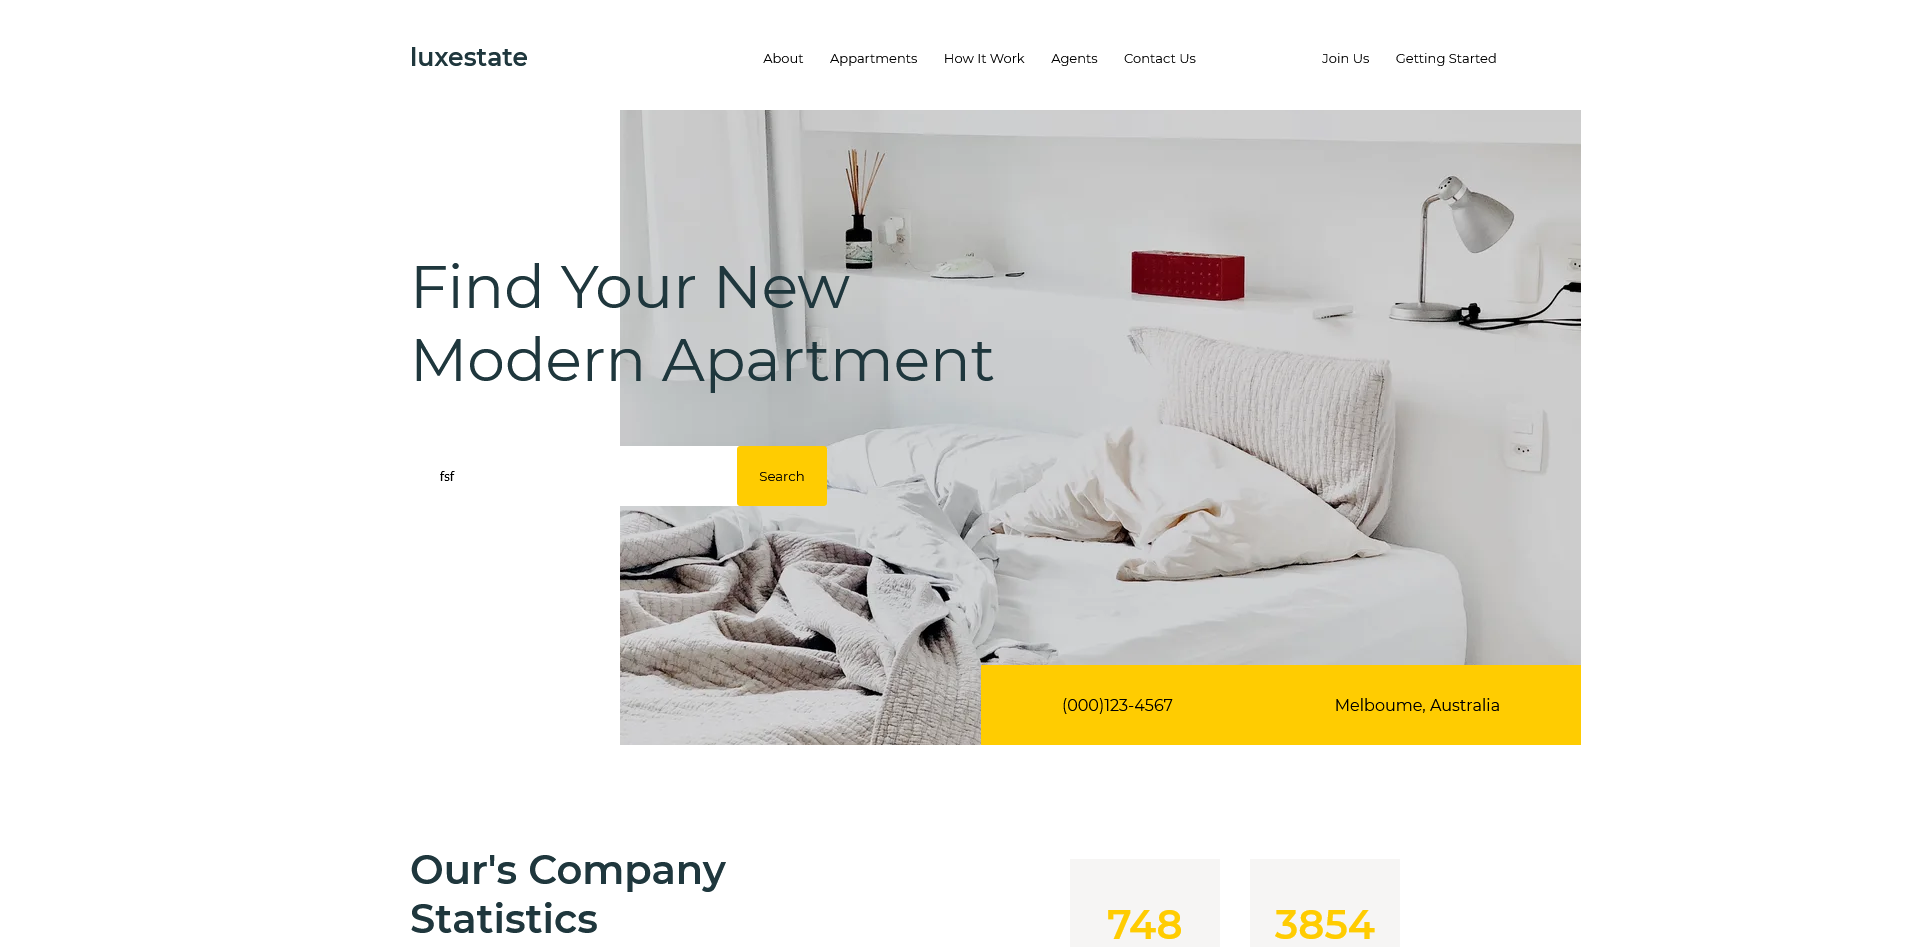 luxestate
About Appartments How It Work Agents Contact Us Join Us Getting Started
Find Your New
Modern Apartment
fsf Search
(000)123-4567 Melboume, Australia
Our's Company
Statistics
748 3854